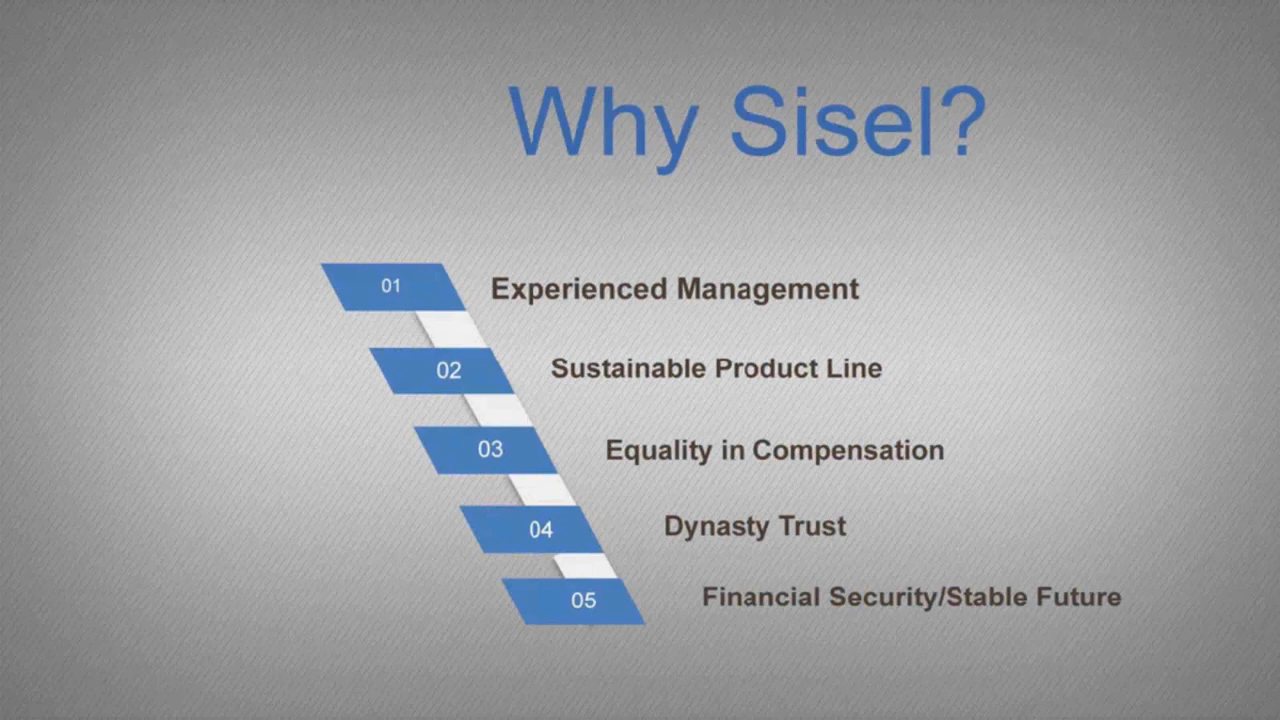 Why Sisel?
01 Experienced Management
02 Sustainable Product Line
03 Equality in Compensation
04 Dynasty Trust
05 Financial Security/Stable Future